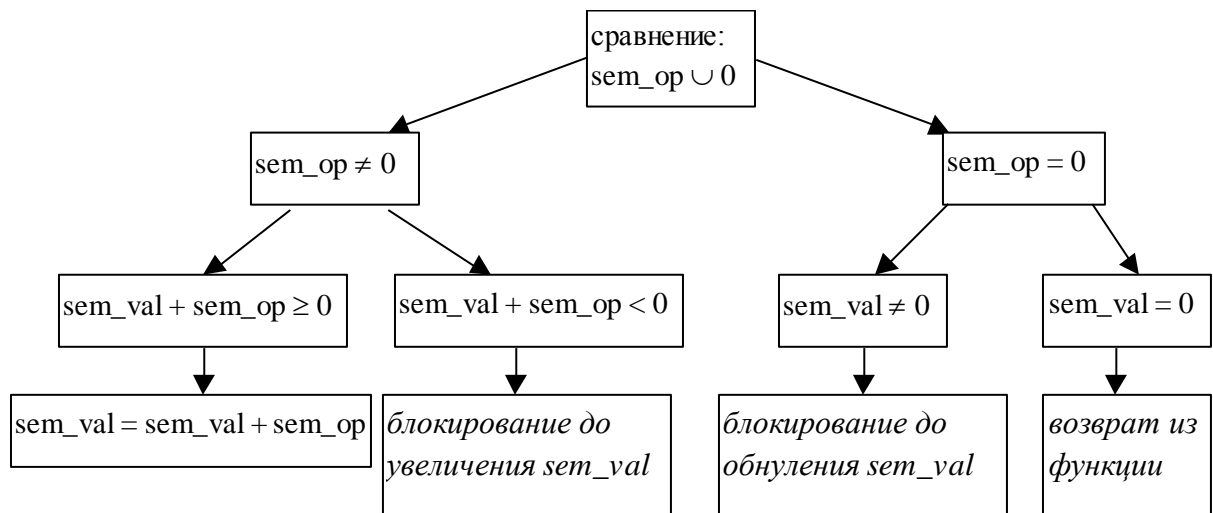 сравнение:
sem_op ∪ 0
sem_op ≠ 0
sem_op = 0
sem_val + sem_op ≥ 0
sem_val + sem_op < 0
sem_val ≠ 0
sem_val = 0
sem_val = sem_val + sem_op
блокирование до
увеличения sem_val
блокирование до
обнуления sem_val
возврат из
функции